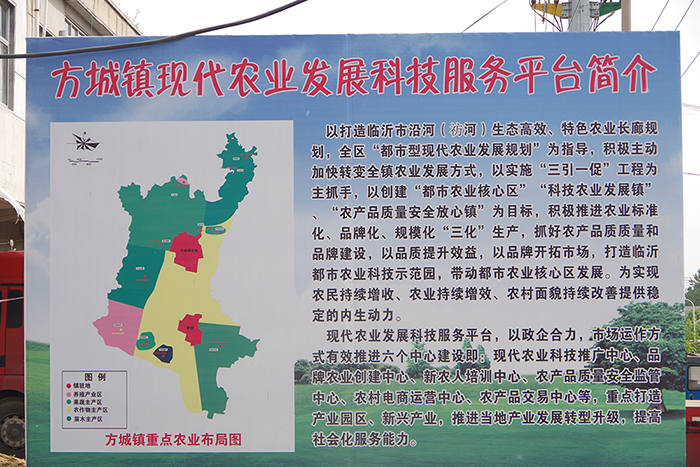 方城镇现代农业发展科技服务平台简介
以打造临沂市沿河（祊河）生态高效、特色农业长廊规
划，全区“都市型现代农业发展规划”为指导，积极主动
加快转变全镇农业发展方式，以实施“三引一促”工程为
主抓手，以创建“都市农业核心区”“科技农业发展镇”
、“农产品质量安全放心镇”为目标，积极推进农业标准
化、品牌化、规模化“三化”生产，抓好农产品质质量和
品牌建设，以品质提升效益，以品牌开拓市场，打造临沂
都市农业科技示范园，带动都市农业核心区发展。为实现
农民持续增收、农业持续增效、农村面貌持续改善提供稳
定的内生动力。
现代农业发展科技服务平台，以政企合力，市场运作方
式有效推进六个中心建设即：现代农业科技推广中心、品
牌农业创建中心、新农人培训中心、农产品质量安全监管
中心、农村电商运营中心、农产品交易中心等，重点打造
产业园区、新兴产业，推进当地产业发展转型升级，提高
社会化服务能力。
图例
镇驻地
养殖产业区
果蔬主产区
农作物主产区
苗木主产区
方城镇重点农业布局图